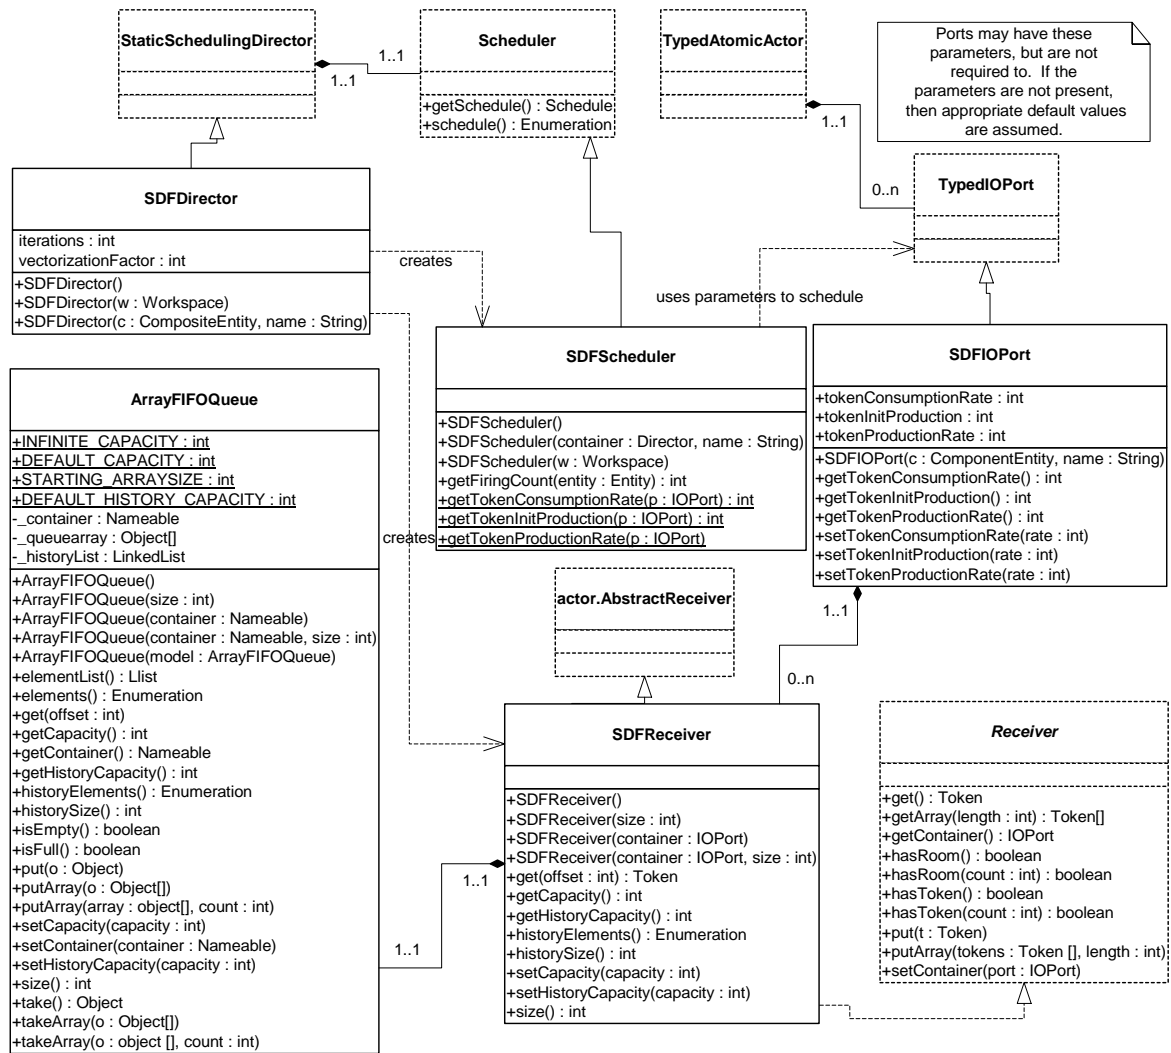 StaticSchedulingDirector
1..1
1..1
Scheduler
+getSchedule() : Schedule
+schedule() : Enumeration
TypedAtomicActor
1..1
0..n
Ports may have these
parameters, but are not
required to.  If the
parameters are not present,
then appropriate default values
are assumed.
TypedIOPort
SDFDirector
iterations : int
vectorizationFactor : int
+SDFDirector()
+SDFDirector(w : Workspace)
+SDFDirector(c : CompositeEntity, name : String)
creates
uses parameters to schedule
SDFScheduler
+SDFScheduler()
+SDFScheduler(container : Director, name : String)
+SDFScheduler(w : Workspace)
+getFiringCount(entity : Entity) : int
+getTokenConsumptionRate(p : IOPort) : int
+getTokenInitProduction(p : IOPort) : int
+getTokenProductionRate(p : IOPort)
SDFIOPort
+tokenConsumptionRate : int
+tokenInitProduction : int
+tokenProductionRate : int
+SDFIOPort(c : ComponentEntity, name : String)
+getTokenConsumptionRate() : int
+getTokenInitProduction() : int
+getTokenProductionRate() : int
+setTokenConsumptionRate(rate : int)
+setTokenInitProduction(rate : int)
+setTokenProductionRate(rate : int)
1..1
0..n
ArrayFIFOQueue
+INFINITE_CAPACITY : int
+DEFAULT_CAPACITY : int
+STARTING_ARRAYSIZE : int
+DEFAULT_HISTORY_CAPACITY : int
-_container : Nameable
-_queuearray : Object[]
-_historyList : LinkedList
+ArrayFIFOQueue()
+ArrayFIFOQueue(size : int)
+ArrayFIFOQueue(container : Nameable)
+ArrayFIFOQueue(container : Nameable, size : int)
+ArrayFIFOQueue(model : ArrayFIFOQueue)
+elementList() : Llist
+elements() : Enumeration
+get(offset : int)
+getCapacity() : int
+getContainer() : Nameable
+getHistoryCapacity() : int
+historyElements() : Enumeration
+historySize() : int
+isEmpty() : boolean
+isFull() : boolean
+put(o : Object)
+putArray(o : Object[])
+putArray(array : object[], count : int)
+setCapacity(capacity : int)
+setContainer(container : Nameable)
+setHistoryCapacity(capacity : int)
+size() : int
+take() : Object
+takeArray(o : Object[])
+takeArray(o : object [], count : int)
creates
actor.AbstractReceiver
SDFReceiver
+SDFReceiver()
+SDFReceiver(size : int)
+SDFReceiver(container : IOPort)
+SDFReceiver(container : IOPort, size : int)
+get(offset : int) : Token
+getCapacity() : int
+getHistoryCapacity() : int
+historyElements() : Enumeration
+historySize() : int
+setCapacity(capacity : int)
+setHistoryCapacity(capacity : int)
+size() : int
1..1
1..1
Receiver
+get() : Token
+getArray(length : int) : Token[]
+getContainer() : IOPort
+hasRoom() : boolean
+hasRoom(count : int) : boolean
+hasToken() : boolean
+hasToken(count : int) : boolean
+put(t : Token)
+putArray(tokens : Token [], length : int)
+setContainer(port : IOPort)